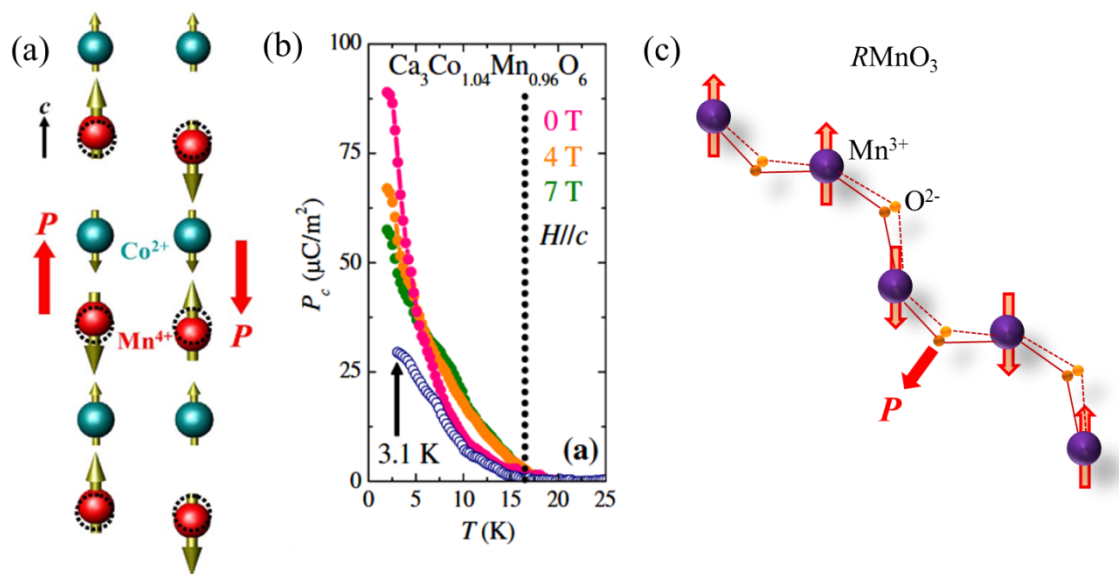 (a)
c
P
Co2+
Mn4+
P
(b)
100
75
50
25
0
Pc (μC/m2)
Ca3Co1.04Mn0.96O6
0 T
4 T
7 T
H//c
3.1 K
(a)
0 5 10 15 20 25
T (K)
(c)
RMnO3
Mn3+
O2-
P